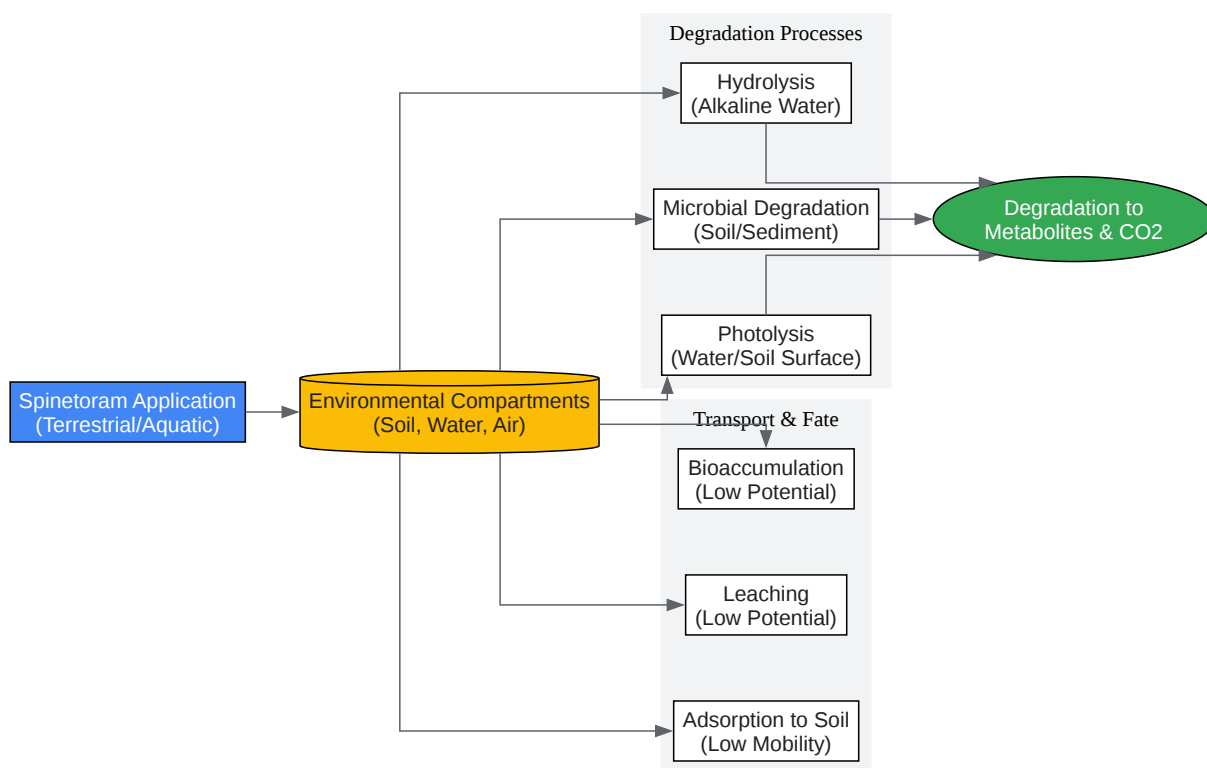 Degradation Processes
Hydrolysis
(Alkaline Water)
Microbial Degradation
(Soil/Sediment)
Degradation to
Metabolites & CO2
Photolysis
(Water/Soil Surface)
Spinetoram Application
(Terrestrial/Aquatic)
Environmental Compartments
(Soil, Water, Air)
Transport & Fate
Bioaccumulation
(Low Potential)
Leaching
(Low Potential)
Adsorption to Soil
(Low Mobility)